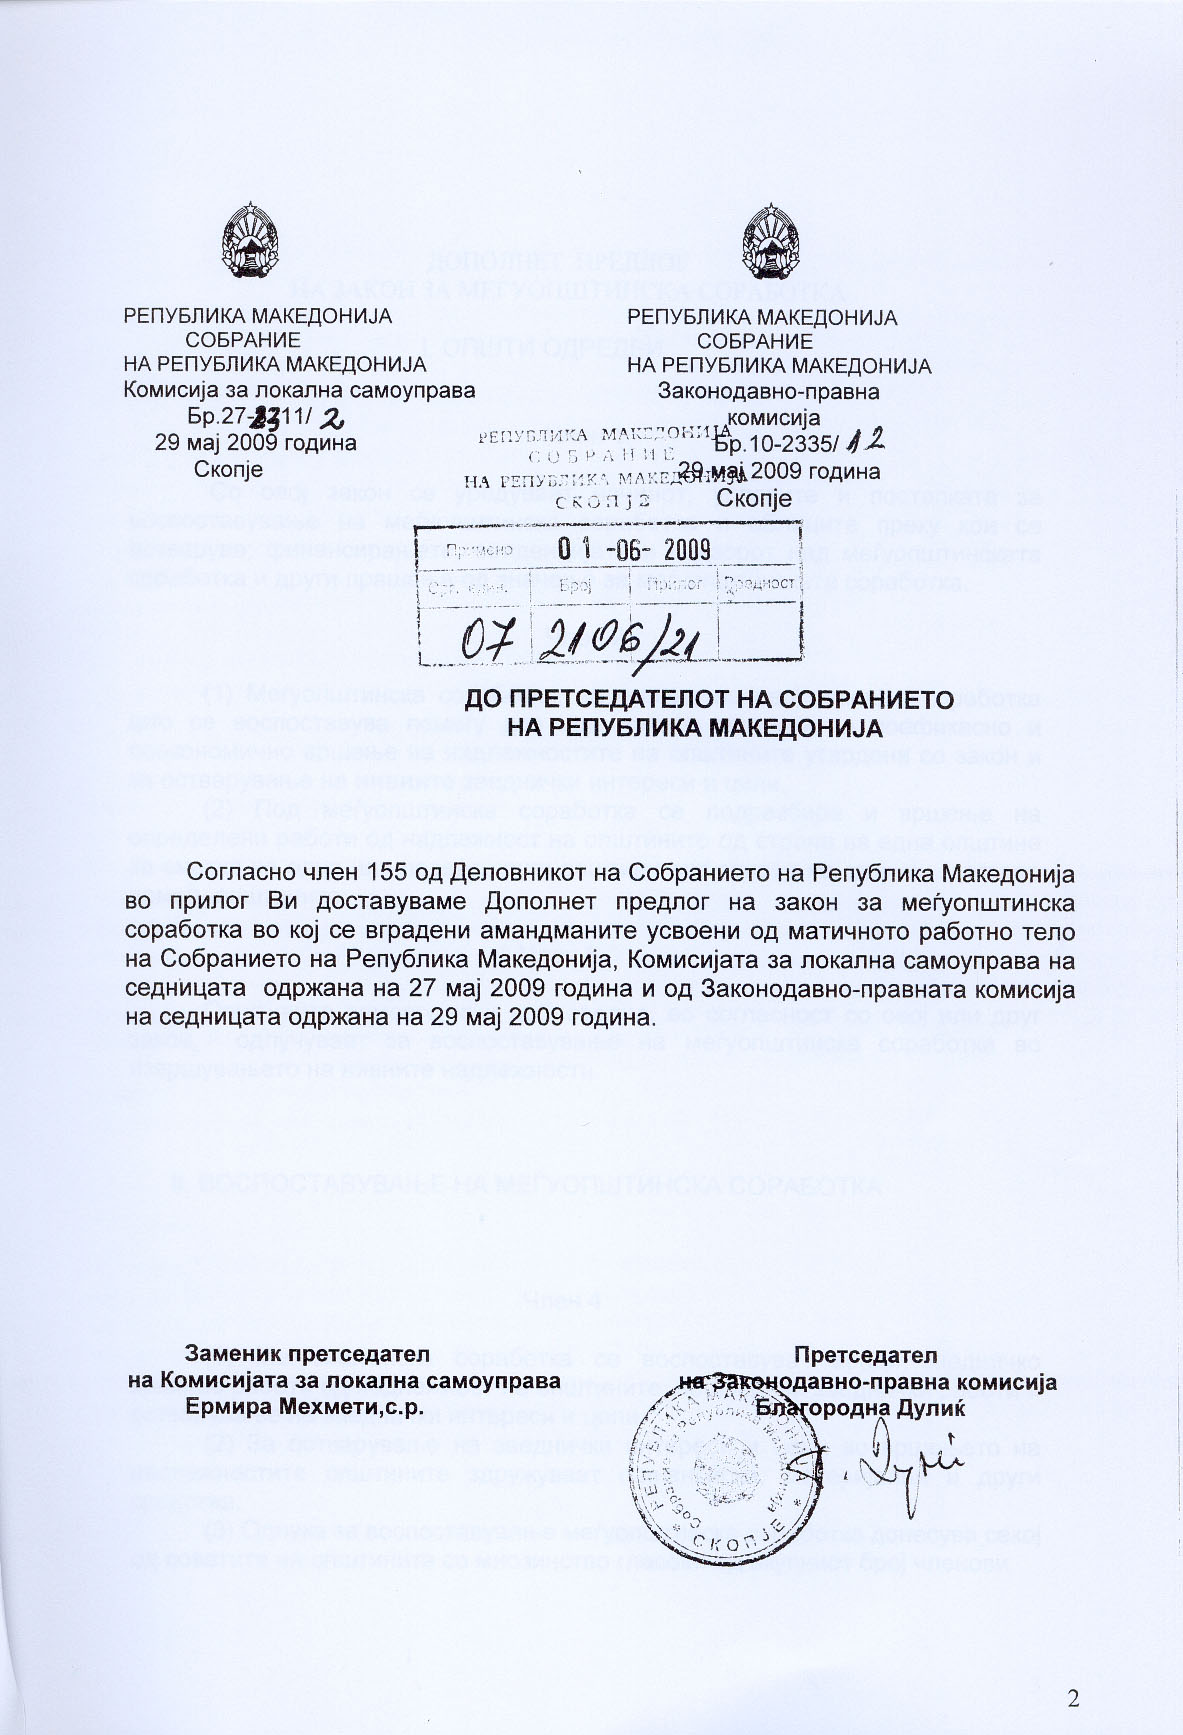 РЕПУБЛИКА МАКЕДОНИЈА
СОБРАНИЕ
НА РЕПУБЛИКА МАКЕДОНИЈА
Комисија за локална самоуправа
Бр.27- 11/ 2
29 мај 2009 година
Скопје
РЕПУБЛИКА МАКЕДОНИЈА
СОБРАНИЕ
НА РЕПУБЛИКА МАКЕДОНИЈА
Законодавно-правна
комисија
Бр.10-2335/ 12
29 мај 2009 година
Скопје
РЕПУБЛИКА МАКЕДОНИЈА
СОБРАНИЕ
НА РЕПУБЛИКА МАКЕДОНИЈА
СКОПЈЕ
Примено 01-06-2009
Орг. един. Број Прилог Вредност
07 2106/21
ДО ПРЕТСЕДАТЕЛОТ НА СОБРАНИЕТО
НА РЕПУБЛИКА МАКЕДОНИЈА
Согласно член 155 од Деловникот на Собранието на Република Македонија
во прилог Ви доставуваме Дополнет предлог на закон за меѓуопштинска
соработка во кој се вградени амандманите усвоени од матичното работно тело
на Собранието на Република Македонија, Комисијата за локална самоуправа на
седницата одржана на 27 мај 2009 година и од Законодавно-правната комисија
на седницата одржана на 29 мај 2009 година.
Заменик претседател
на Комисијата за локална самоуправа
Ермира Мехмети,с.р.
Претседател
на Законодавно-правна комисија
Благородна Дулиќ
РЕПУБЛИКА МАКЕДОНИЈА * СКОПЈЕ *
Собрание на Република Македонија
2